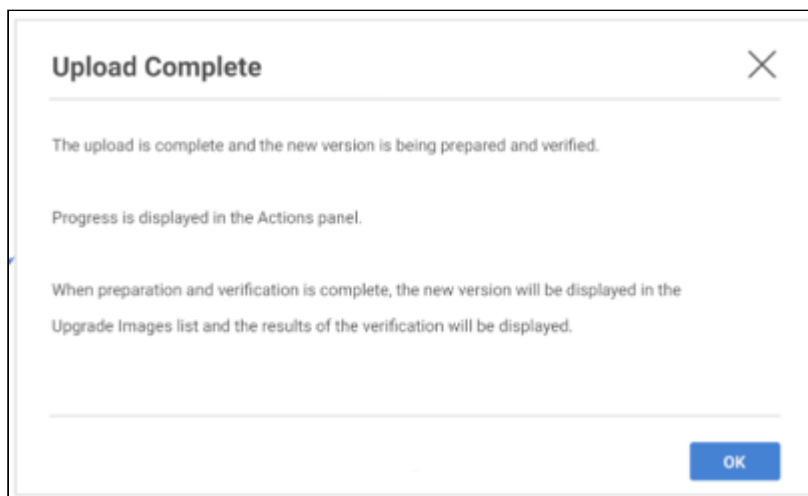 Upload Complete
The upload is complete and the new version is being prepared and verified.
Progress is displayed in the Actions panel.
When preparation and verification is complete, the new version will be displayed in the
Upgrade Images list and the results of the verification will be displayed.
OK